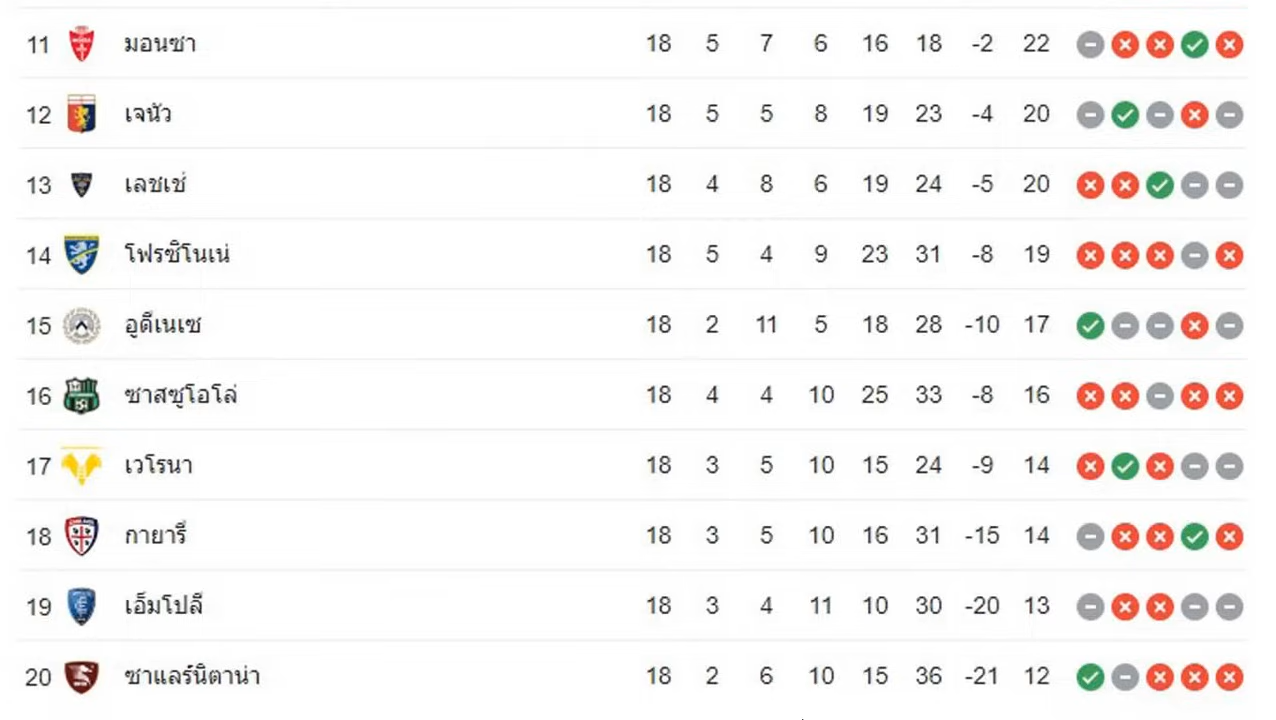 11 มอนซา 18 5 7 6 16 18 -2 22
12 เจนัว 18 5 5 8 19 23 -4 20
13 เลชเช่ 18 4 8 6 19 24 -5 20
14 โฟรซิโนเน่ 18 5 4 9 23 31 -8 19
15 อูดิเนเซ 18 2 11 5 18 28 -10 17
16 ซาสซูโอโล่ 18 4 4 10 25 33 -8 16
17 เวโรนา 18 3 5 10 15 24 -9 14
18 กายารี่ 18 3 5 10 16 31 -15 14
19 เอ็มโปลี 18 3 4 11 10 30 -20 13
20 ซาแลร์นิตาน่า 18 2 6 10 15 36 -21 12